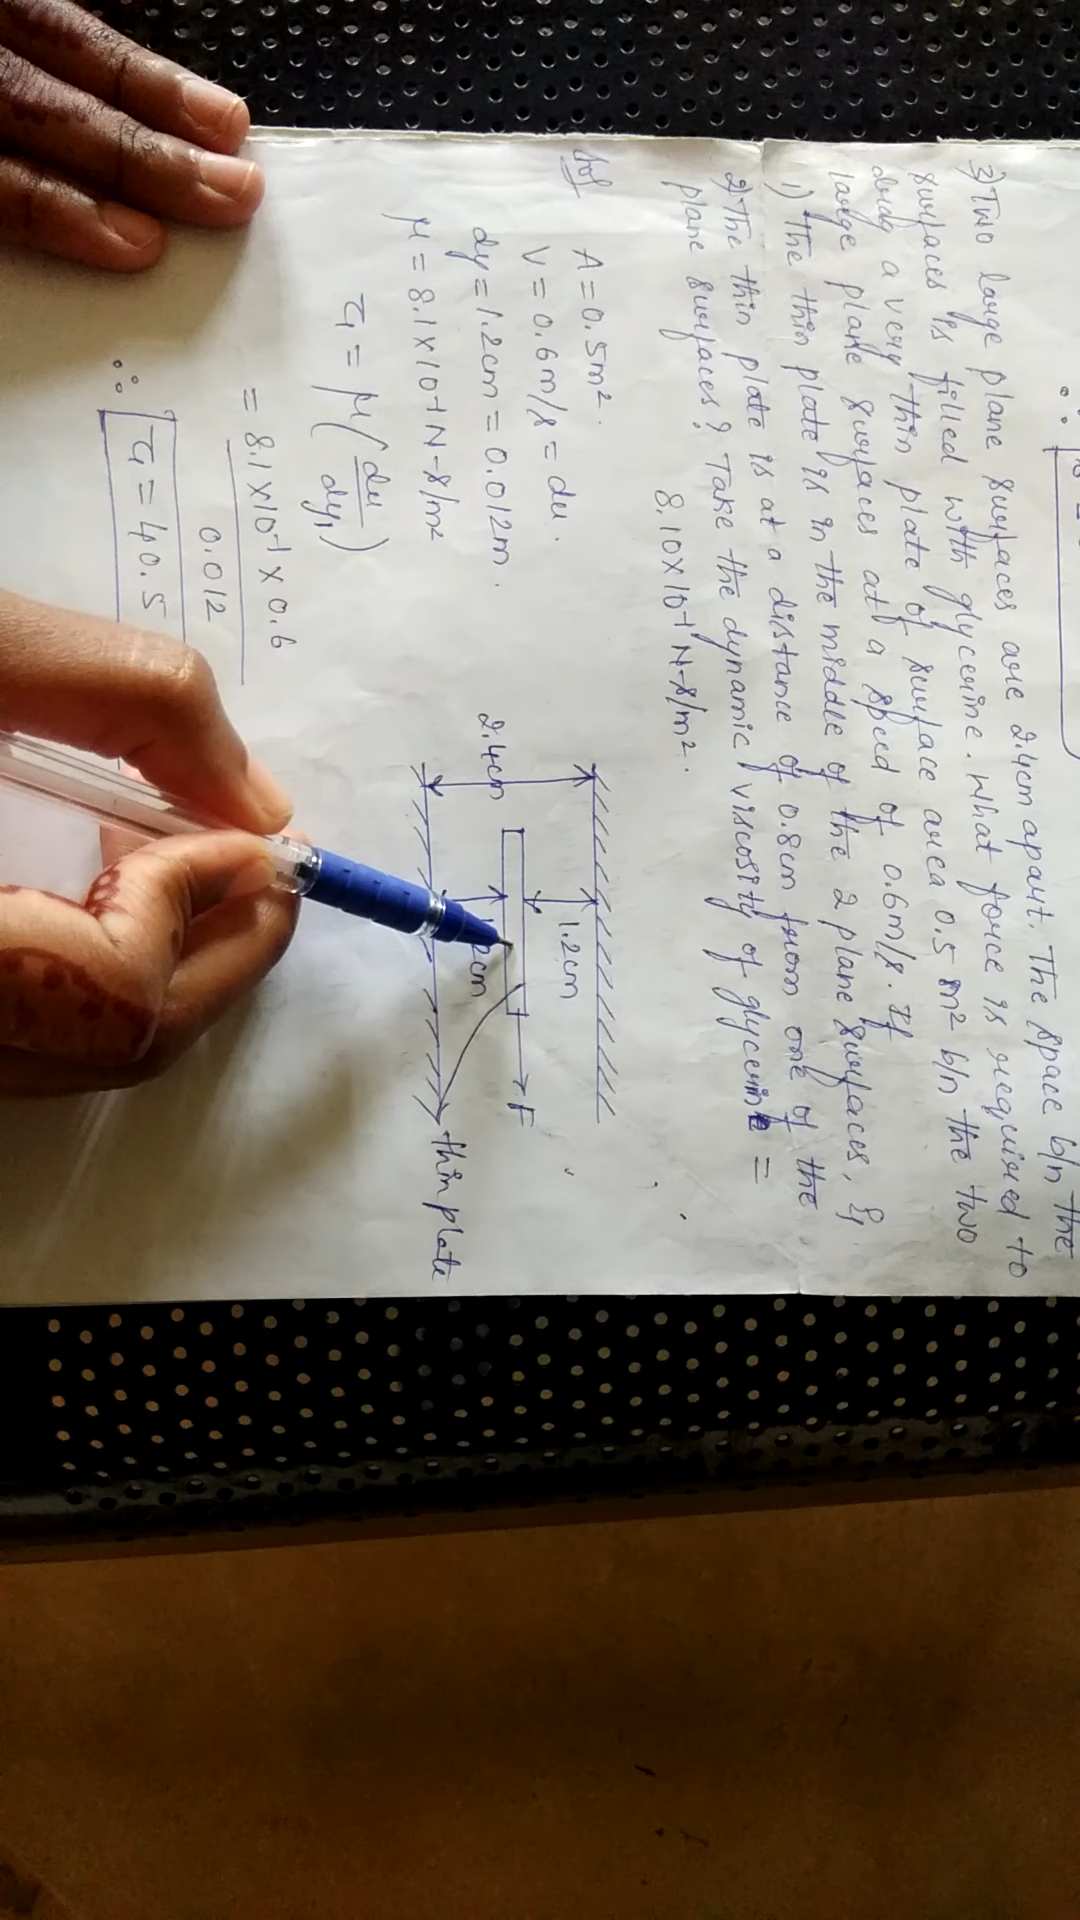 3) Two large plane surfaces are 2.4cm apart. The space b/n the
surfaces is filled with glycerine. What force is required to
drag a very thin plate of surface area 0.5 m² b/n the two
large plane surfaces at a speed of 0.6m/s. If
1) The thin plate is in the middle of the 2 plane surfaces, &
2) The thin plate is at a distance of 0.8cm from one of the
plane surfaces? Take the dynamic viscosity of glycerine =
8.10×10⁻¹ N-s/m².
Sol
A = 0.5m².
V = 0.6m/s = du.
dy = 1.2cm = 0.012m.
μ = 8.1×10⁻¹ N-s/m²
τ₁ = μ(du/dy₁)
= 8.1×10⁻¹ × 0.6
0.012
∴ τ₁ = 40.5
2.4cm
1.2cm
2cm
F
thin plate